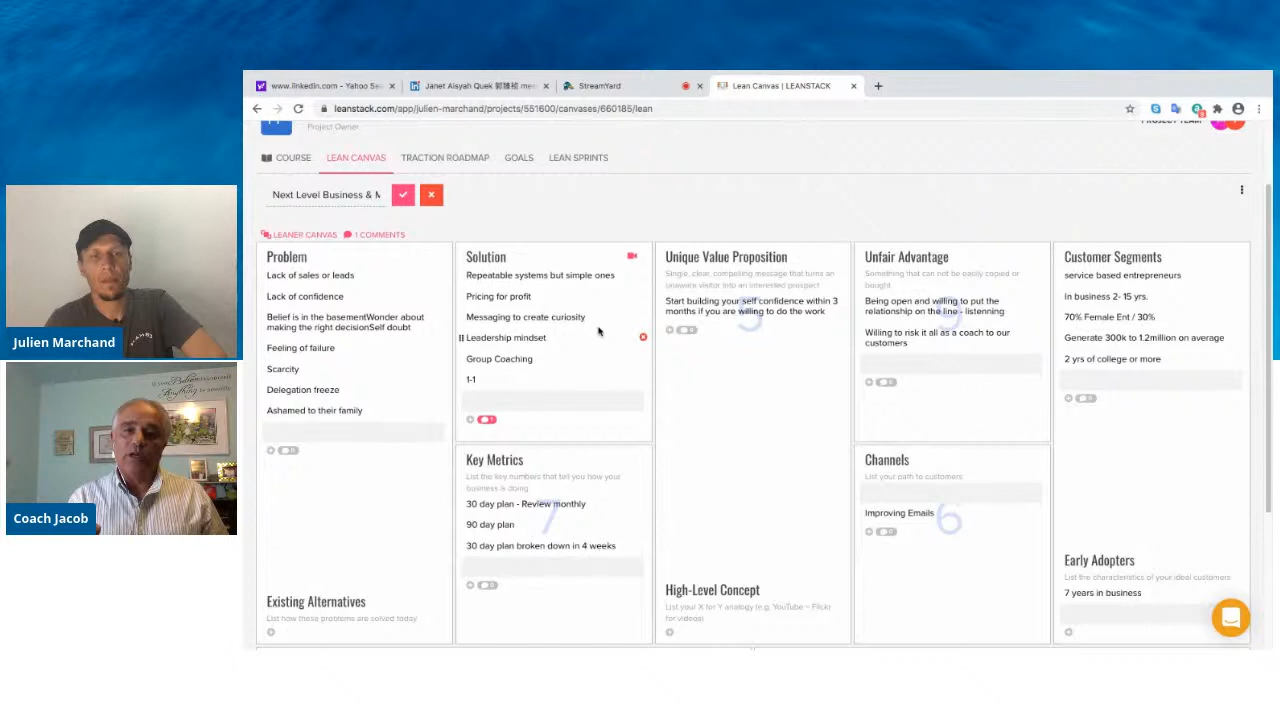 www.linkedin.com - Yahoo Se
Janet Aisyah Quek
StreamYard
Lean Canvas | LEANSTACK
leanstack.com/app/julien-marchand/projects/551600/canvases/660185/lean
Project Owner
PROJECT TEAM
COURSE
LEAN CANVAS
TRACTION ROADMAP
GOALS
LEAN SPRINTS
Next Level Business & M
LEANER CANVAS
1 COMMENTS
Problem
Lack of sales or leads
Lack of confidence
Belief is in the basementWonder about
making the right decisionSelf doubt
Feeling of failure
Scarcity
Delegation freeze
Ashamed to their family
0
Existing Alternatives
List how these problems are solved today
Solution
Repeatable systems but simple ones
Pricing for profit
Messaging to create curiosity
Leadership mindset
Group Coaching
1-1
1
Key Metrics
List the key numbers that tell you how your
business is doing
7
30 day plan - Review monthly
90 day plan
30 day plan broken down in 4 weeks
0
Unique Value Proposition
Single, clear, compelling message that turns an
unaware visitor into an interested prospect
Start building your self confidence within 3
months if you are willing to do the work
0
High-Level Concept
List your X for Y analogy (e.g. YouTube = Flickr
for videos)
Unfair Advantage
Something that can not be easily copied or
bought
9
Being open and willing to put the
relationship on the line - listenning
Willing to risk it all as a coach to our
customers
0
Channels
List your path to customers
Improving Emails
6
0
Customer Segments
service based entrepreneurs
In business 2- 15 yrs.
70% Female Ent / 30%
Generate 300k to 1.2million on average
2 yrs of college or more
0
Early Adopters
List the characteristics of your ideal customers
7 years in business
Julien Marchand
Anything
Coach Jacob